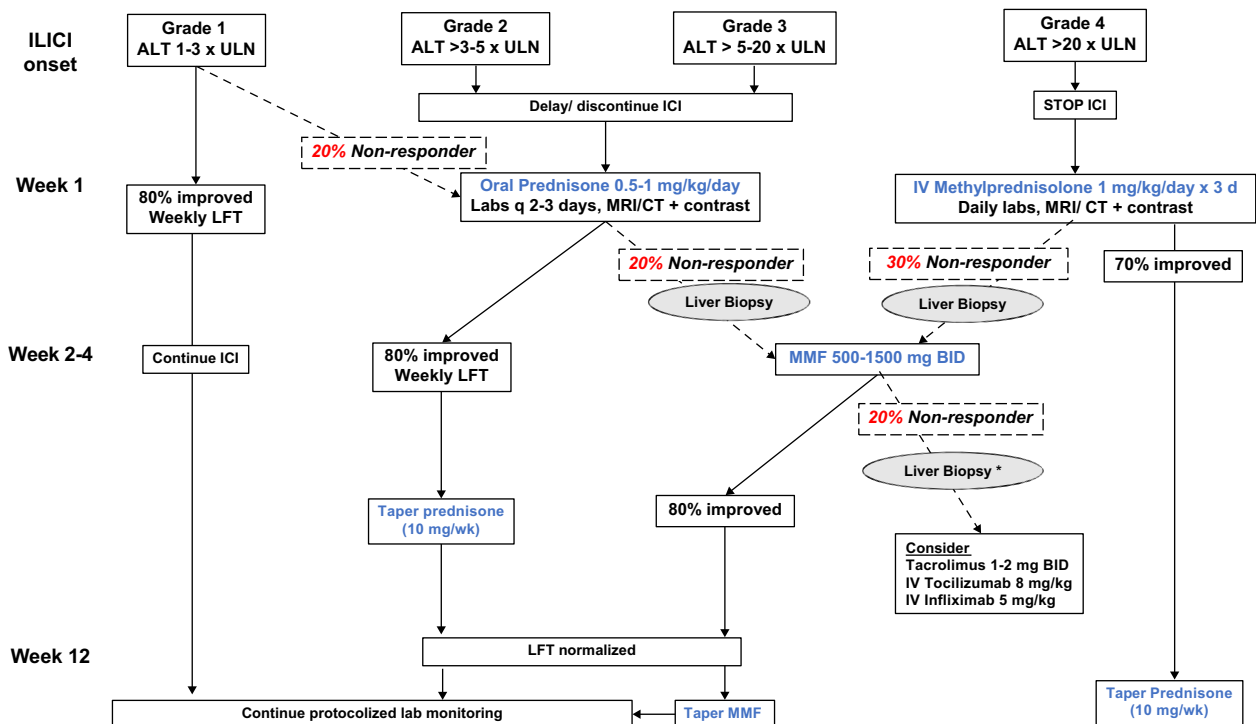 ILICI
onset
Grade 1
ALT 1-3 x ULN
Grade 2
ALT >3-5 x ULN
Grade 3
ALT > 5-20 x ULN
Grade 4
ALT >20 x ULN
Delay/ discontinue ICI
STOP ICI
20% Non-responder
Week 1
80% improved
Weekly LFT
Oral Prednisone 0.5-1 mg/kg/day
Labs q 2-3 days, MRI/CT + contrast
IV Methylprednisolone 1 mg/kg/day x 3 d
Daily labs, MRI/ CT + contrast
20% Non-responder
30% Non-responder
70% improved
Liver Biopsy
Liver Biopsy
Week 2-4
Continue ICI
80% improved
Weekly LFT
MMF 500-1500 mg BID
20% Non-responder
Liver Biopsy *
Taper prednisone
(10 mg/wk)
80% improved
Consider
Tacrolimus 1-2 mg BID
IV Tocilizumab 8 mg/kg
IV Infliximab 5 mg/kg
Week 12
LFT normalized
Continue protocolized lab monitoring
Taper MMF
Taper Prednisone
(10 mg/wk)